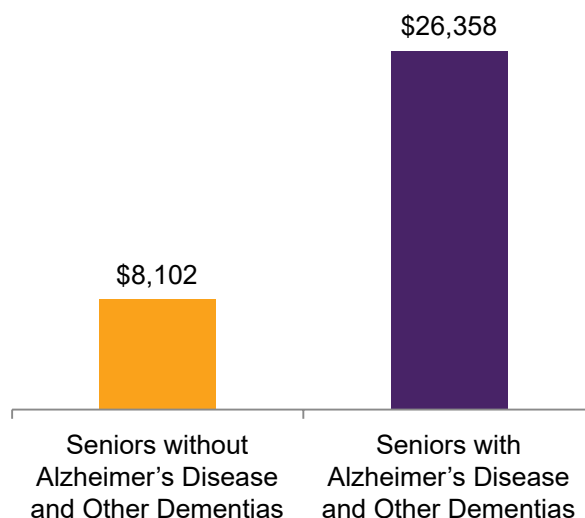 $26,358
$8,102
Seniors without
Alzheimer’s Disease
and Other Dementias
Seniors with
Alzheimer’s Disease
and Other Dementias